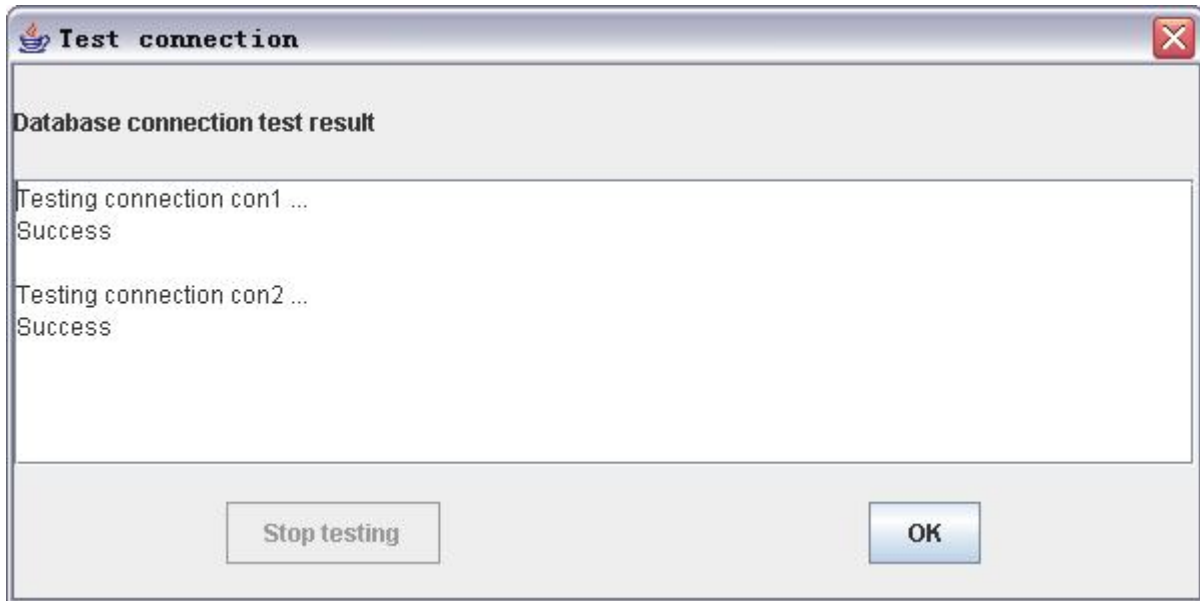 Test connection
Database connection test result
Testing connection con1 ...
Success
Testing connection con2 ...
Success
Stop testing
OK